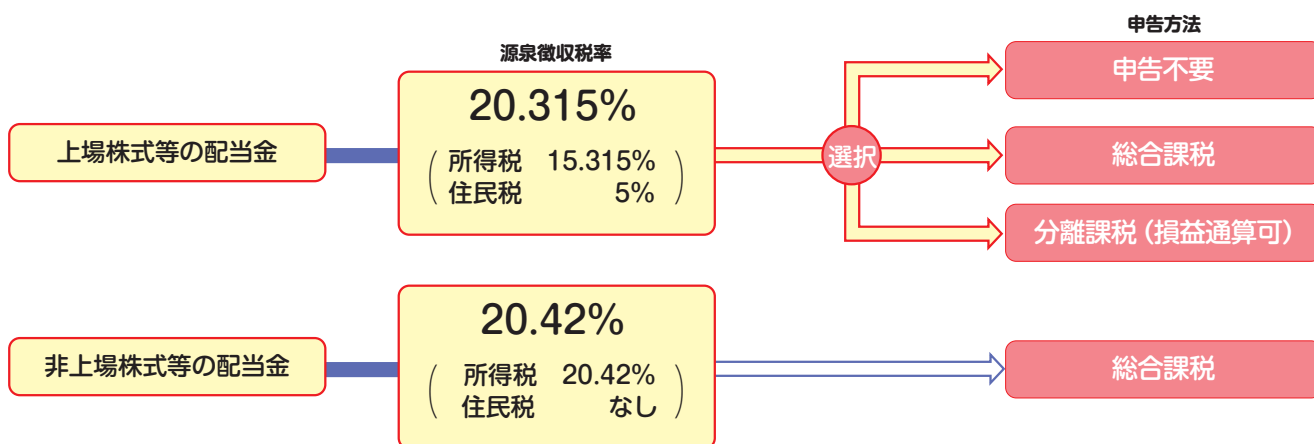 申告方法
源泉徴収税率
申告不要
20.315%
上場株式等の配当金
( 所得税 15.315% )
( 住民税 5% )
選択
総合課税
分離課税(損益通算可)
20.42%
非上場株式等の配当金
( 所得税 20.42% )
( 住民税 なし )
総合課税